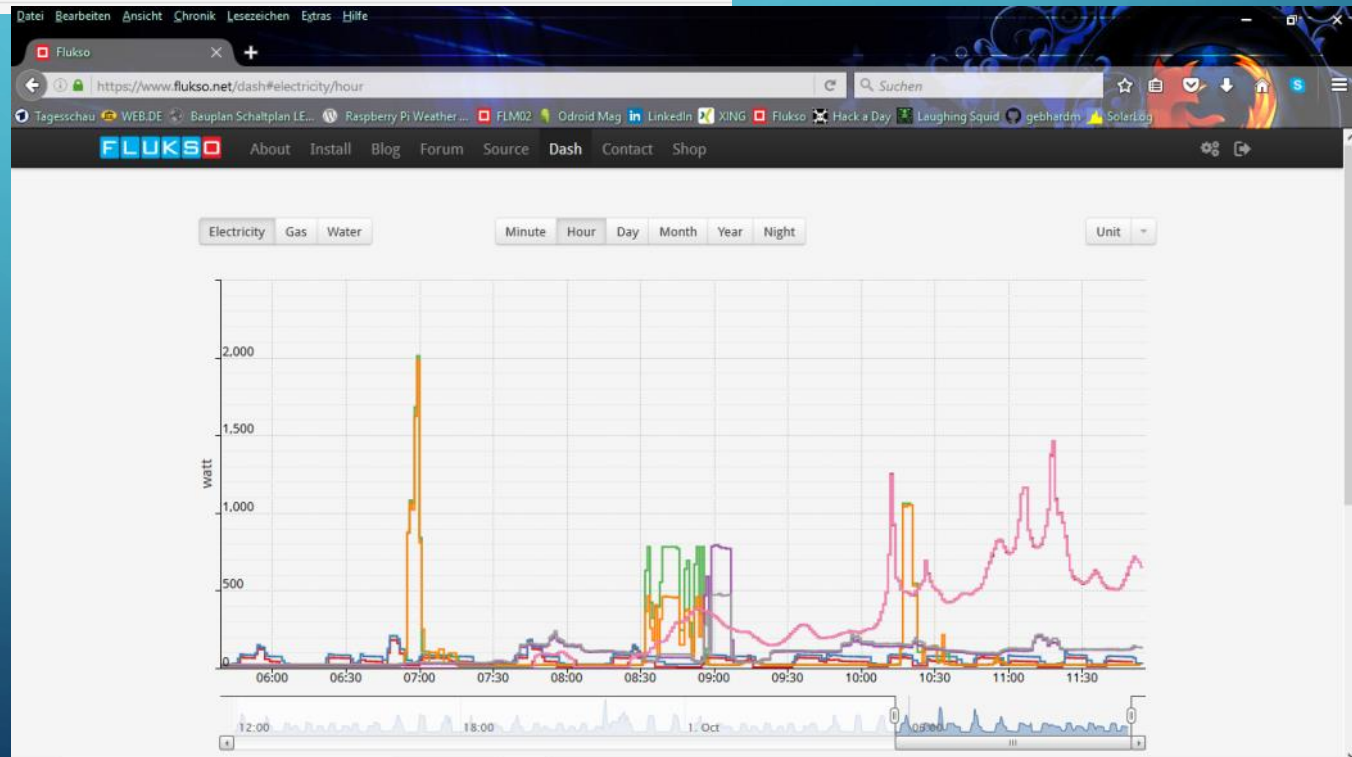 Datei Bearbeiten Ansicht Chronik Lesezeichen Extras Hilfe
Flukso
https://www.flukso.net/dash#electricity/hour
Suchen
Tagesschau WEB.DE Bauplan Schaltplan LE... Raspberry Pi Weather ... FLM02 Odroid Mag LinkedIn XING Flukso Hack a Day Laughing Squid gebhardm SolarLog
FLUKSO About Install Blog Forum Source Dash Contact Shop
Electricity Gas Water Minute Hour Day Month Year Night Unit
2,000
1,500
watt
1,000
500
0
06:00 06:30 07:00 07:30 08:00 08:30 09:00 09:30 10:00 10:30 11:00 11:30
12:00 18:00 1. Oct 06:00